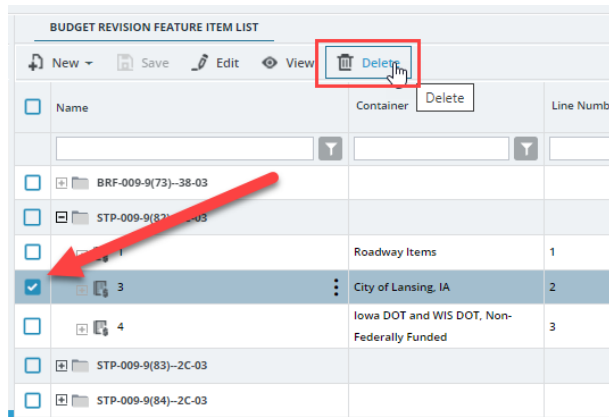 BUDGET REVISION FEATURE ITEM LIST
New Save Edit View Delete
Name Container Delete Line Numb
BRF-009-9(73)--38-03
STP-009-9(82)--2C-03
1 Roadway Items 1
3 City of Lansing, IA 2
4 Iowa DOT and WIS DOT, Non-
Federally Funded 3
STP-009-9(83)--2C-03
STP-009-9(84)--2C-03